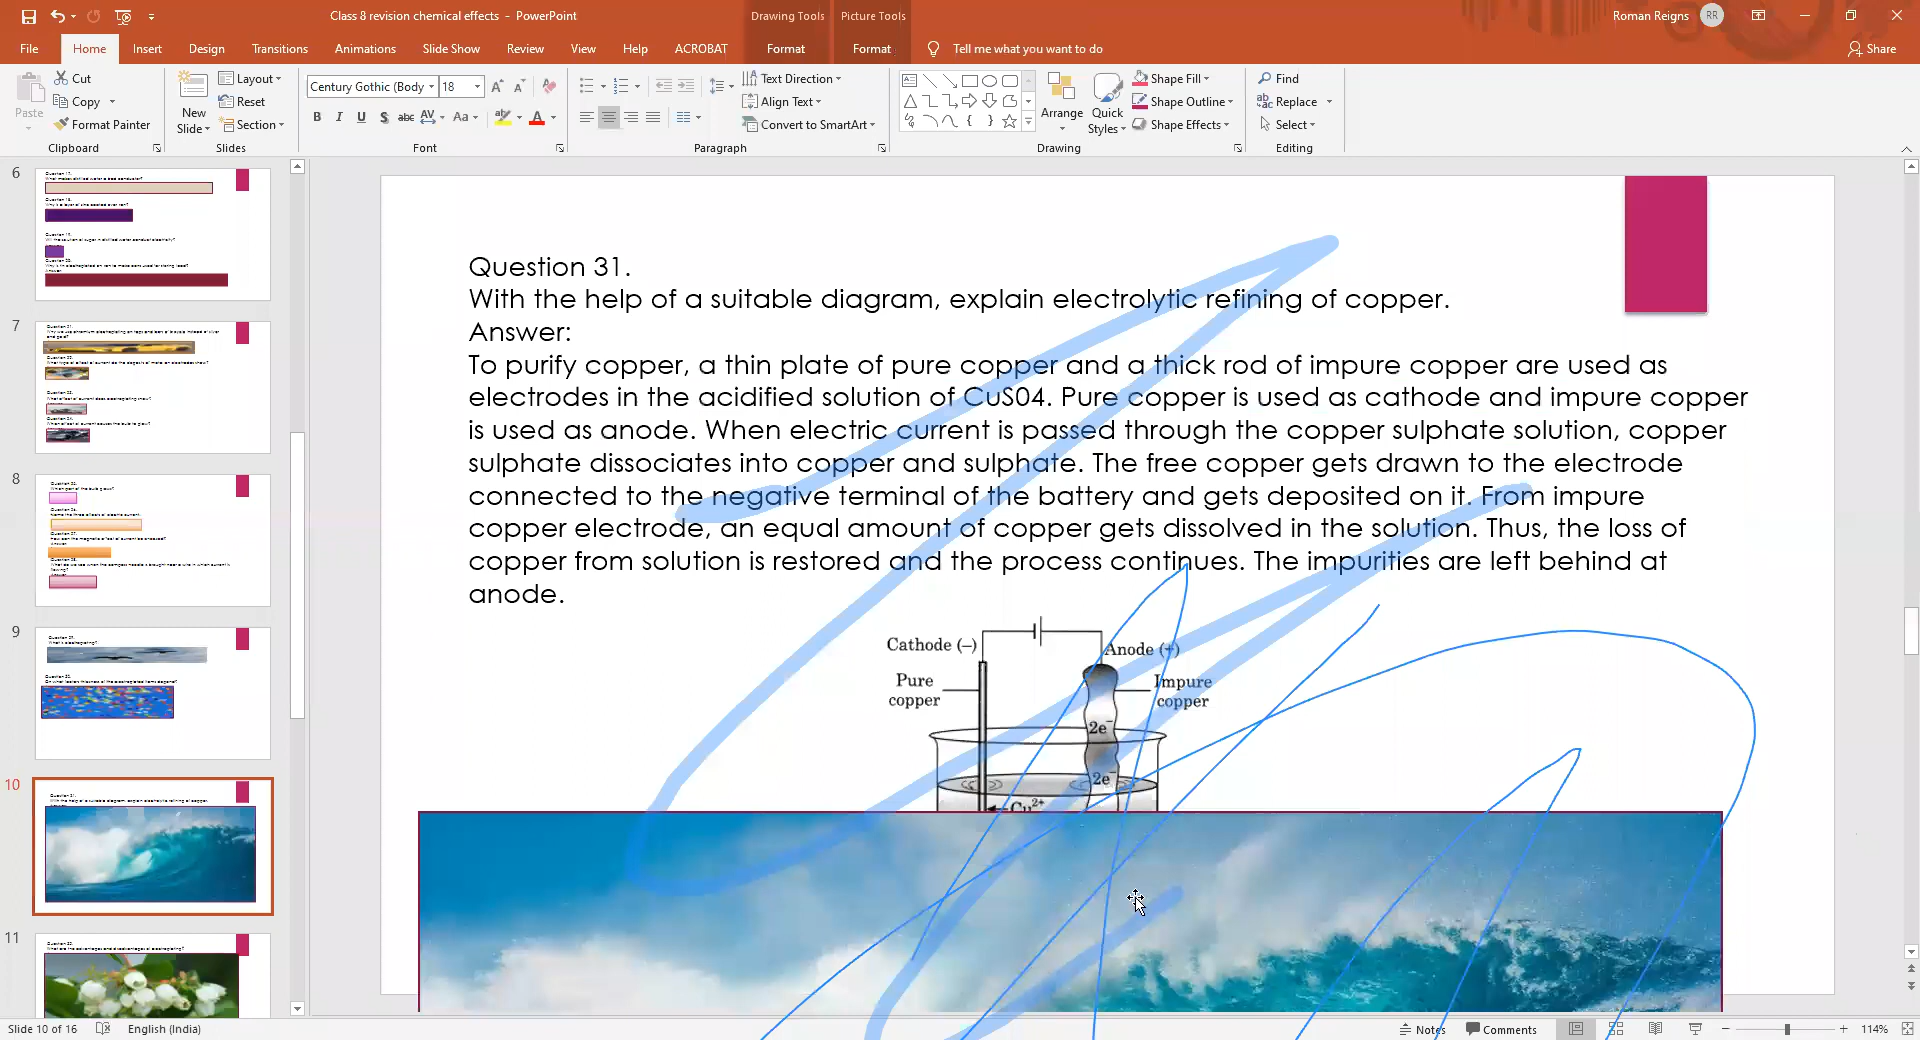 Class 8 revision chemical effects - PowerPoint
Drawing Tools
Picture Tools
Roman Reigns
RR
File
Home
Insert
Design
Transitions
Animations
Slide Show
Review
View
Help
ACROBAT
Format
Format
Tell me what you want to do
Share
Paste
Cut
Copy
Format Painter
Clipboard
New Slide
Layout
Reset
Section
Slides
Century Gothic (Body
18
B I U S abc AV Aa A
Font
Text Direction
Align Text
Convert to SmartArt
Paragraph
Arrange
Quick Styles
Shape Fill
Shape Outline
Shape Effects
Drawing
Find
Replace
Select
Editing
6
7
8
9
10
11
Question 31.
With the help of a suitable diagram, explain electrolytic refining of copper.
Answer:
To purify copper, a thin plate of pure copper and a thick rod of impure copper are used as
electrodes in the acidified solution of CuS04. Pure copper is used as cathode and impure copper
is used as anode. When electric current is passed through the copper sulphate solution, copper
sulphate dissociates into copper and sulphate. The free copper gets drawn to the electrode
connected to the negative terminal of the battery and gets deposited on it. From impure
copper electrode, an equal amount of copper gets dissolved in the solution. Thus, the loss of
copper from solution is restored and the process continues. The impurities are left behind at
anode.
Cathode (–)
Anode (+)
Pure
copper
Impure
copper
2e⁻
2e⁻
Cu²⁺
Slide 10 of 16
English (India)
Notes
Comments
114%